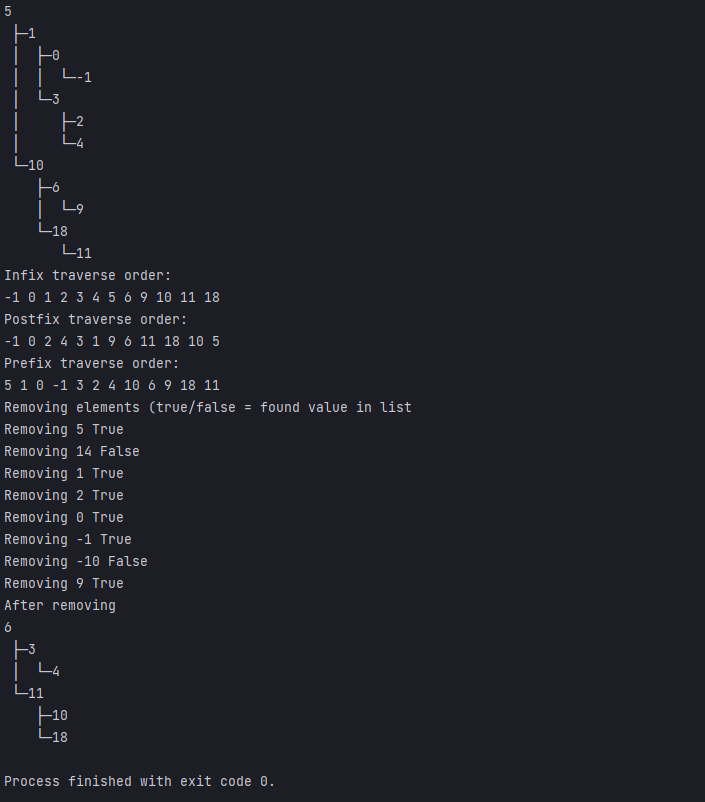 5
├─1
│  ├─0
│  │  └─-1
│  └─3
│     ├─2
│     └─4
└─10
   ├─6
   │  └─9
   └─18
      └─11
Infix traverse order:
-1 0 1 2 3 4 5 6 9 10 11 18
Postfix traverse order:
-1 0 2 4 3 1 9 6 11 18 10 5
Prefix traverse order:
5 1 0 -1 3 2 4 10 6 9 18 11
Removing elements (true/false = found value in list
Removing 5 True
Removing 14 False
Removing 1 True
Removing 2 True
Removing 0 True
Removing -1 True
Removing -10 False
Removing 9 True
After removing
6
├─3
│  └─4
└─11
   ├─10
   └─18
Process finished with exit code 0.